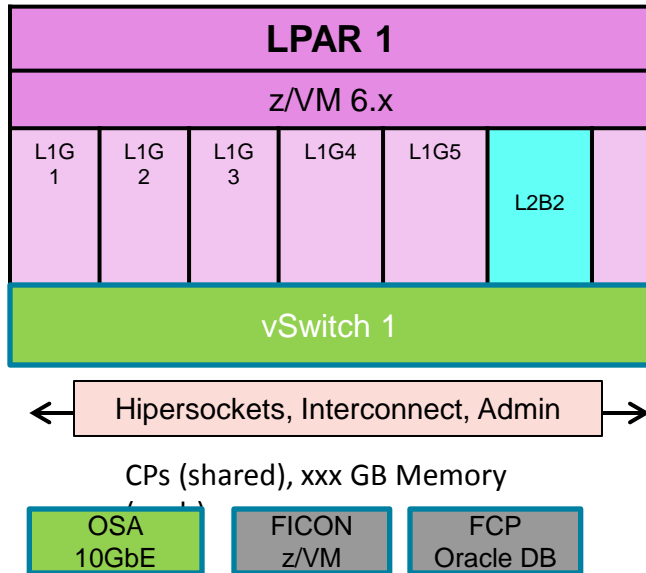 LPAR 1
z/VM 6.x
L1G
1
L1G
2
L1G
3
L1G4
L1G5
L2B2
vSwitch 1
Hipersockets, Interconnect, Admin
CPs (shared), xxx GB Memory
OSA
10GbE
FICON
z/VM
FCP
Oracle DB